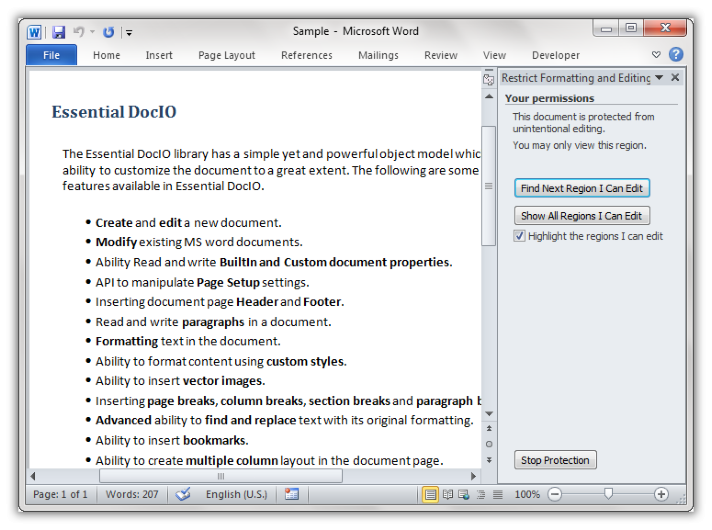 Sample - Microsoft Word
File Home Insert Page Layout References Mailings Review View Developer
Restrict Formatting and Editing
Your permissions
This document is protected from
unintentional editing.
You may only view this region.
Find Next Region I Can Edit
Show All Regions I Can Edit
Highlight the regions I can edit
Stop Protection
Essential DocIO
The Essential DocIO library has a simple yet and powerful object model whic
ability to customize the document to a great extent. The following are some
features available in Essential DocIO.
• Create and edit a new document.
• Modify existing MS word documents.
• Ability Read and write BuiltIn and Custom document properties.
• API to manipulate Page Setup settings.
• Inserting document page Header and Footer.
• Read and write paragraphs in a document.
• Formatting text in the document.
• Ability to format content using custom styles.
• Ability to insert vector images.
• Inserting page breaks, column breaks, section breaks and paragraph b
• Advanced ability to find and replace text with its original formatting.
• Ability to insert bookmarks.
• Ability to create multiple column layout in the document page.
Page: 1 of 1 Words: 207 English (U.S.) 100%